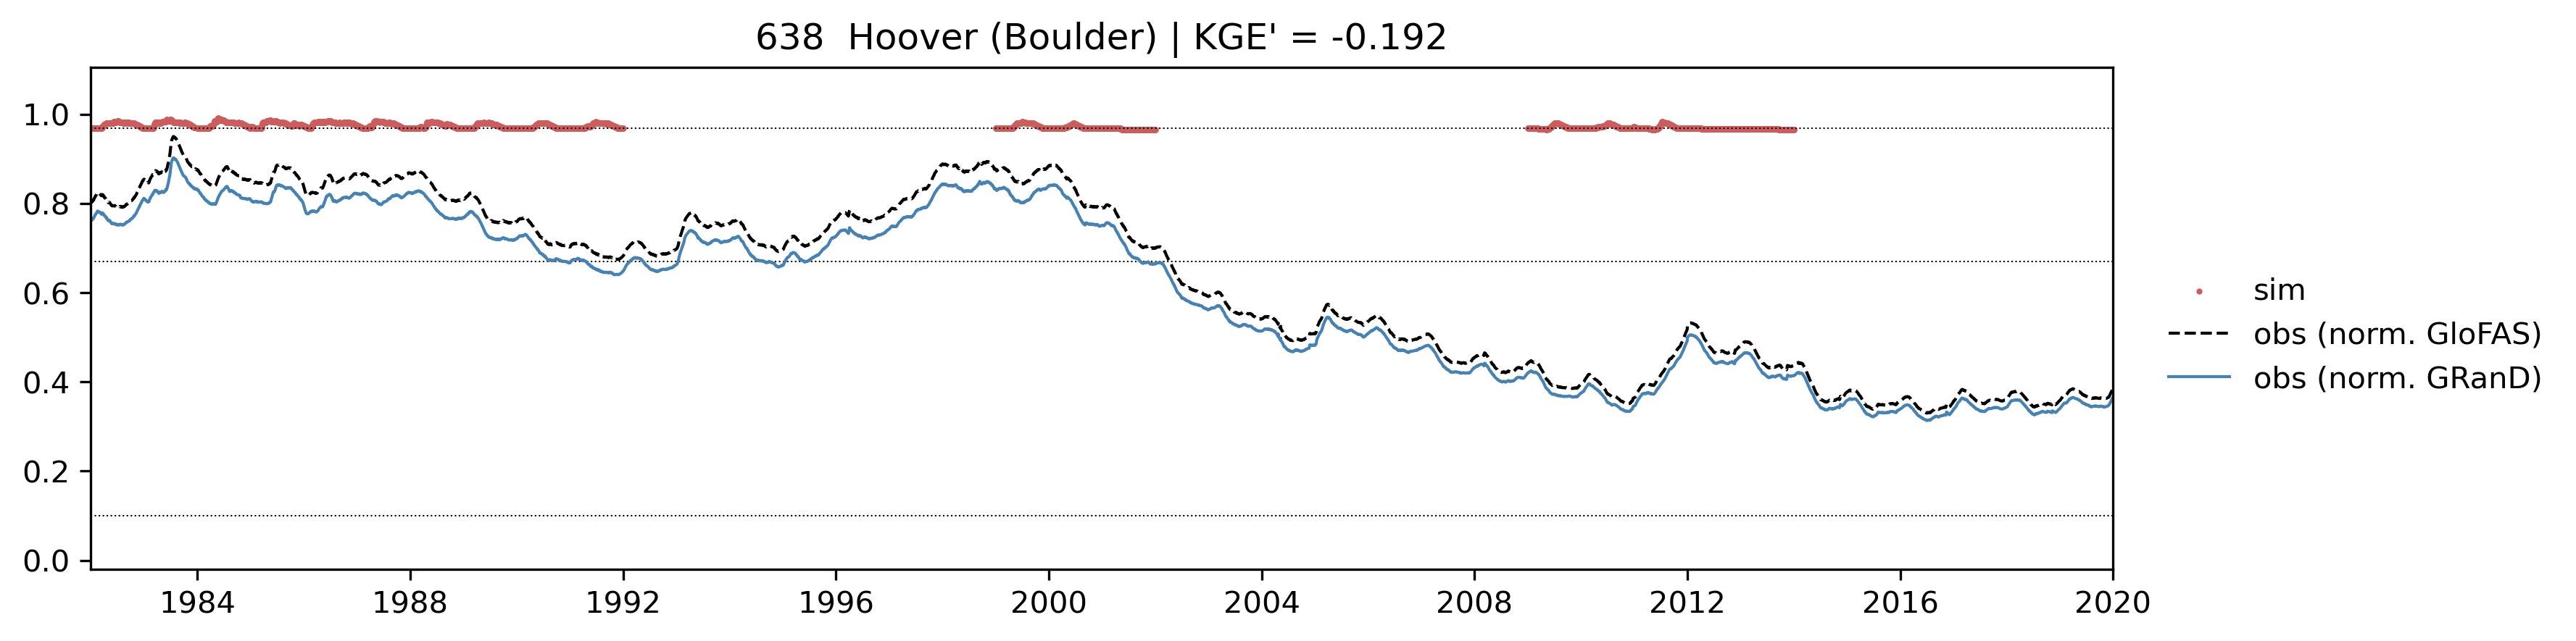 638  Hoover (Boulder) | KGE' = -0.192
1.0
0.8
0.6
0.4
0.2
0.0
1984 1988 1992 1996 2000 2004 2008 2012 2016 2020
sim
obs (norm. GloFAS)
obs (norm. GRanD)